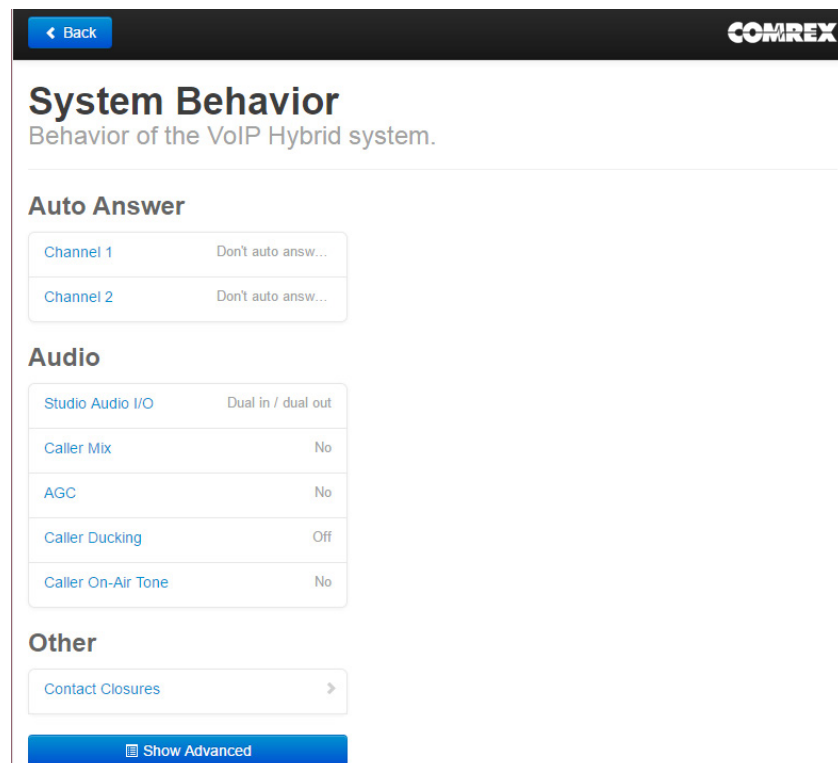 Back COMREX
System Behavior
Behavior of the VoIP Hybrid system.
Auto Answer
Channel 1 Don't auto answ...
Channel 2 Don't auto answ...
Audio
Studio Audio I/O Dual in / dual out
Caller Mix No
AGC No
Caller Ducking Off
Caller On-Air Tone No
Other
Contact Closures
Show Advanced